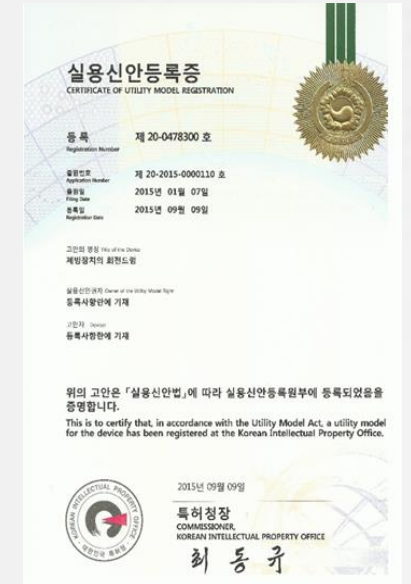 실용신안등록증
CERTIFICATE OF UTILITY MODEL REGISTRATION
등록 제 20-0478300 호
Registration Number
출원번호 제 20-2015-0000110 호
Application Number
출원일 2015년 01월 07일
Filing Date
등록일 2015년 09월 09일
Registration Date
고안의 명칭 Title of the Device
제빙장치의 회전드럼
실용신안권자 Owner of the Utility Model Right
등록사항란에 기재
고안자
등록사항란에 기재
위의 고안은 「실용신안법」에 따라 실용신안등록원부에 등록되었음을
증명합니다.
This is to certify that, in accordance with the Utility Model Act, a utility model
for the device has been registered at the Korean Intellectual Property Office.
2015년 09월 09일
특허청장
COMMISSIONER,
KOREAN INTELLECTUAL PROPERTY OFFICE
최동규
KOREAN INTELLECTUAL PROPERTY OFFICE
대한민국 특허청